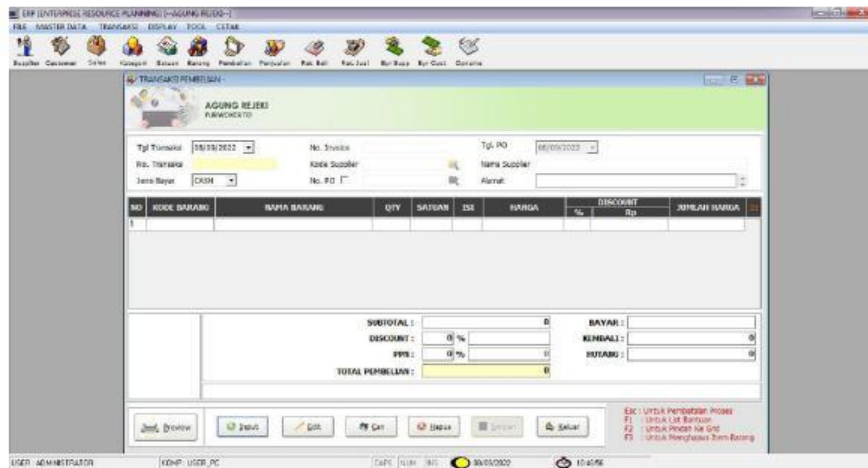 ERP [ENTERPRISE RESOURCE PLANNING] [--AGUNG REJEKI--]
FILE MASTER DATA TRANSAKSI DISPLAY TOOL CETAK
Supplier Customer Sales Kategori Satuan Barang Pembelian Penjualan Ret. Beli Ret. Jual Byr Supp Byr Cust Opname
TRANSAKSI PEMBELIAN -
AGUNG REJEKI
PURWOKERTO
Tgl Transaksi 08/09/2022 No. Invoice Tgl. PO 08/09/2022
No. Transaksi Kode Supplier Nama Supplier
Jenis Bayar CASH No. PO Alamat
NO KODE BARANG NAMA BARANG QTY SATUAN ISI HARGA DISCOUNT JUMLAH HARGA
% Rp
1
SUBTOTAL : 0 BAYAR :
DISCOUNT : 0 % KEMBALI : 0
PPN : 0 % 0 HUTANG : 0
TOTAL PEMBELIAN : 0
Preview Input Edit Cari Hapus Simpan Keluar
Esc : Untuk Pembatalan Proses
F1 : Untuk List Bantuan
F2 : Untuk Pindah Ke Grid
F3 : Untuk Menghapus Item Barang
USER : ADMINISTRATOR KOMP : USER_PC CAPS NUM INS 08/09/2022